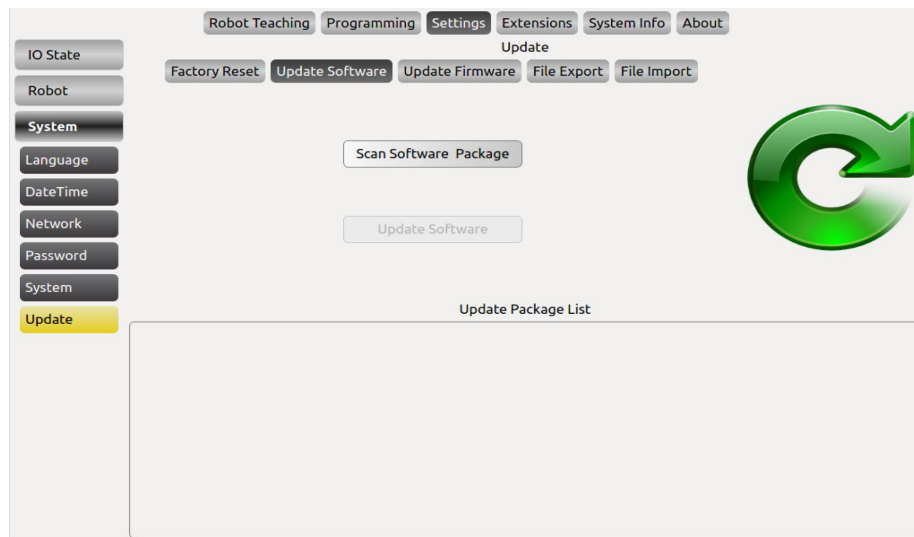 Robot Teaching Programming Settings Extensions System Info About
Update
Factory Reset Update Software Update Firmware File Export File Import
IO State
Robot
System
Language
DateTime
Network
Password
System
Update
Scan Software Package
Update Software
Update Package List